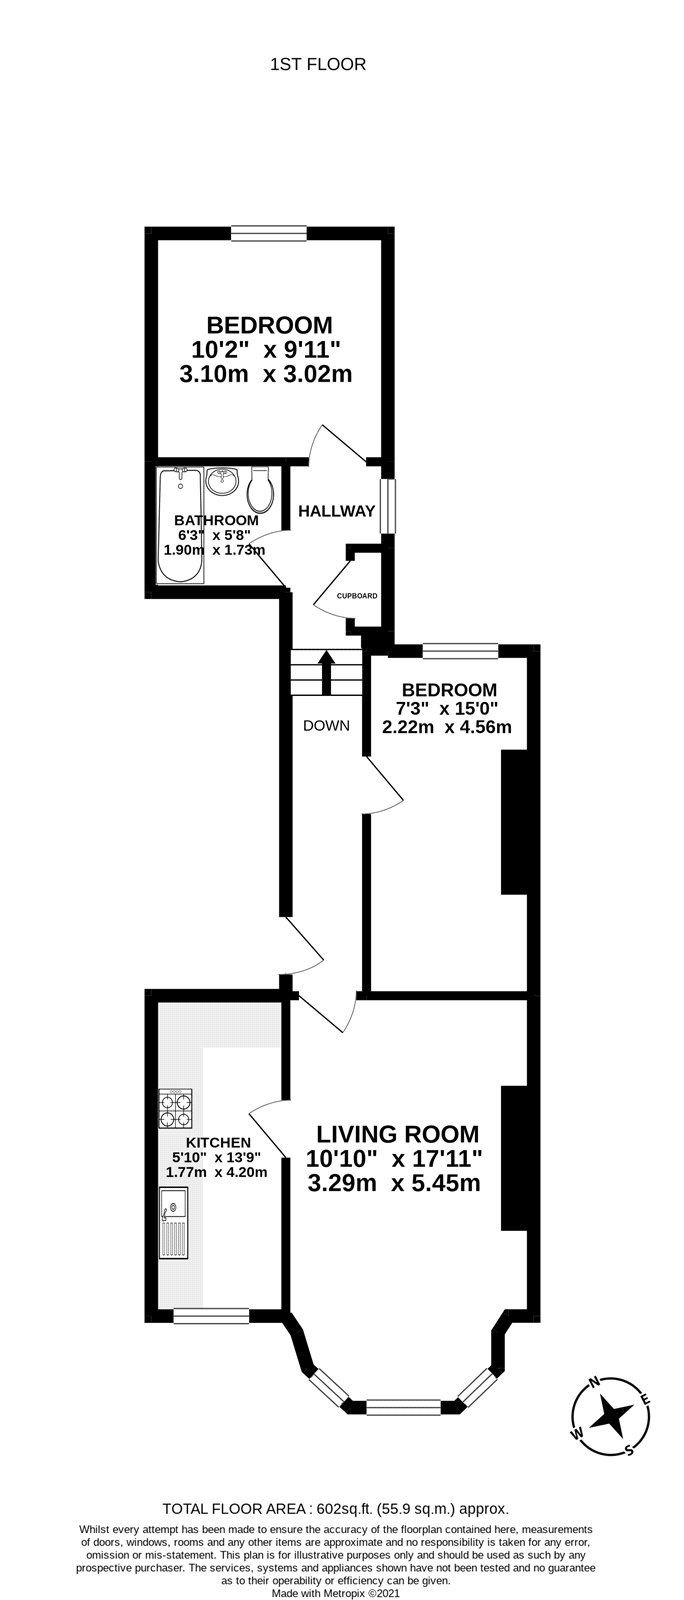 1ST FLOOR
BEDROOM
10'2" x 9'11"
3.10m x 3.02m
HALLWAY
BATHROOM
6'3" x 5'8"
1.90m x 1.73m
CUPBOARD
BEDROOM
7'3" x 15'0"
2.22m x 4.56m
DOWN
KITCHEN
5'10" x 13'9"
1.77m x 4.20m
LIVING ROOM
10'10" x 17'11"
3.29m x 5.45m
N
E
W
S
TOTAL FLOOR AREA : 602sq.ft. (55.9 sq.m.) approx.
Whilst every attempt has been made to ensure the accuracy of the floorplan contained here, measurements
of doors, windows, rooms and any other items are approximate and no responsibility is taken for any error,
omission or mis-statement. This plan is for illustrative purposes only and should be used as such by any
prospective purchaser. The services, systems and appliances shown have not been tested and no guarantee
as to their operability or efficiency can be given.
Made with Metropix ©2021